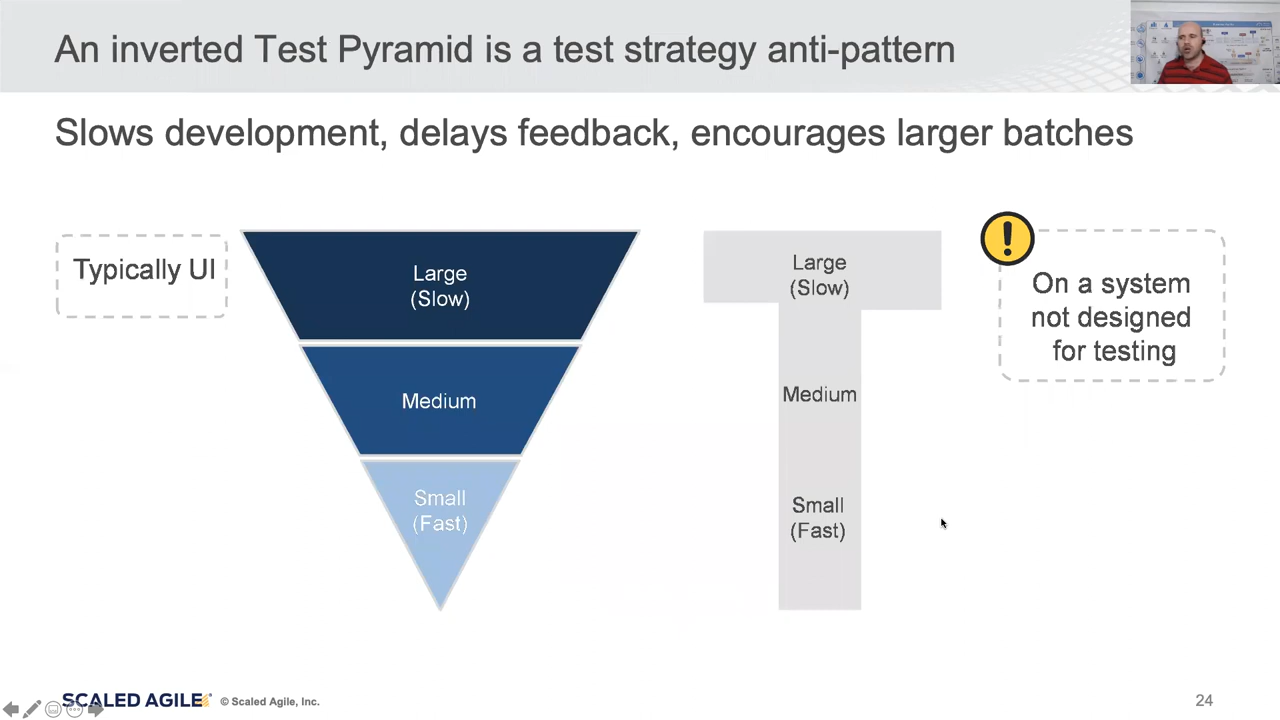 An inverted Test Pyramid is a test strategy anti-pattern
Slows development, delays feedback, encourages larger batches
Typically UI
Large
(Slow)
Medium
Small
(Fast)
Large
(Slow)
Medium
Small
(Fast)
On a system
not designed
for testing
SCALED AGILE
© Scaled Agile, Inc.
24